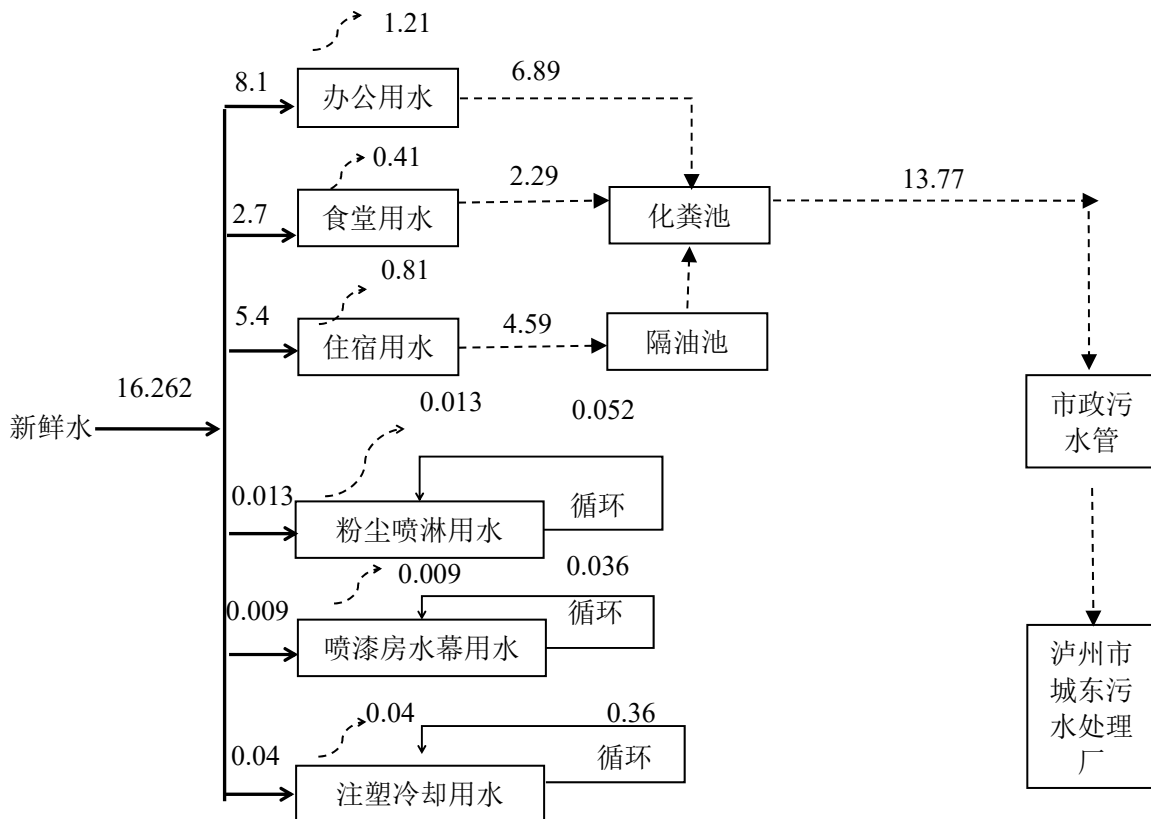 1.21
8.1
办公用水
6.89
0.41
2.7
食堂用水
2.29
化粪池
13.77
0.81
5.4
住宿用水
4.59
隔油池
16.262
新鲜水
市政污
水管
0.013
0.052
0.013
粉尘喷淋用水
循环
0.009
0.036
0.009
喷漆房水幕用水
循环
泸州市
城东污
水处理
厂
0.04
0.36
0.04
注塑冷却用水
循环